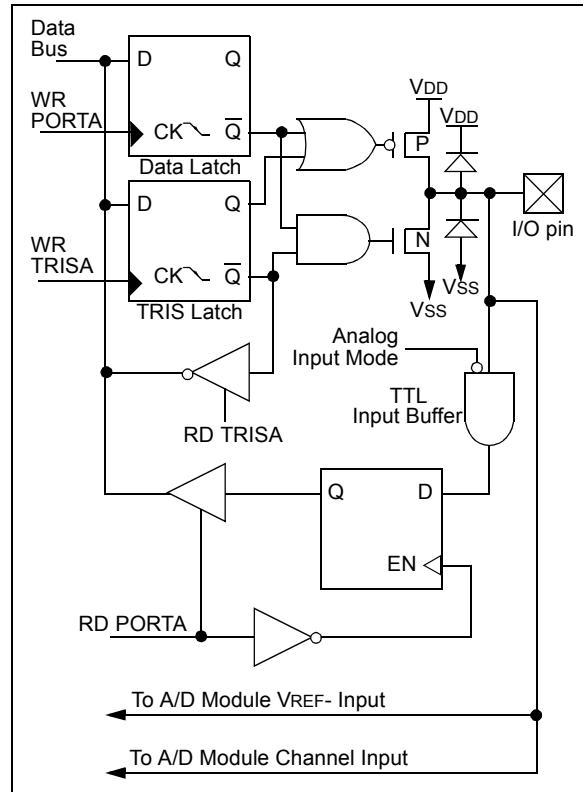 Data
Bus
D
Q
VDD
WR
PORTA
CK
Q
P
VDD
Data Latch
D
Q
I/O pin
WR
TRISA
CK
Q
N
VSS
TRIS Latch
VSS
Analog
Input Mode
TTL
Input Buffer
RD TRISA
Q
D
EN
RD PORTA
To A/D Module VREF- Input
To A/D Module Channel Input